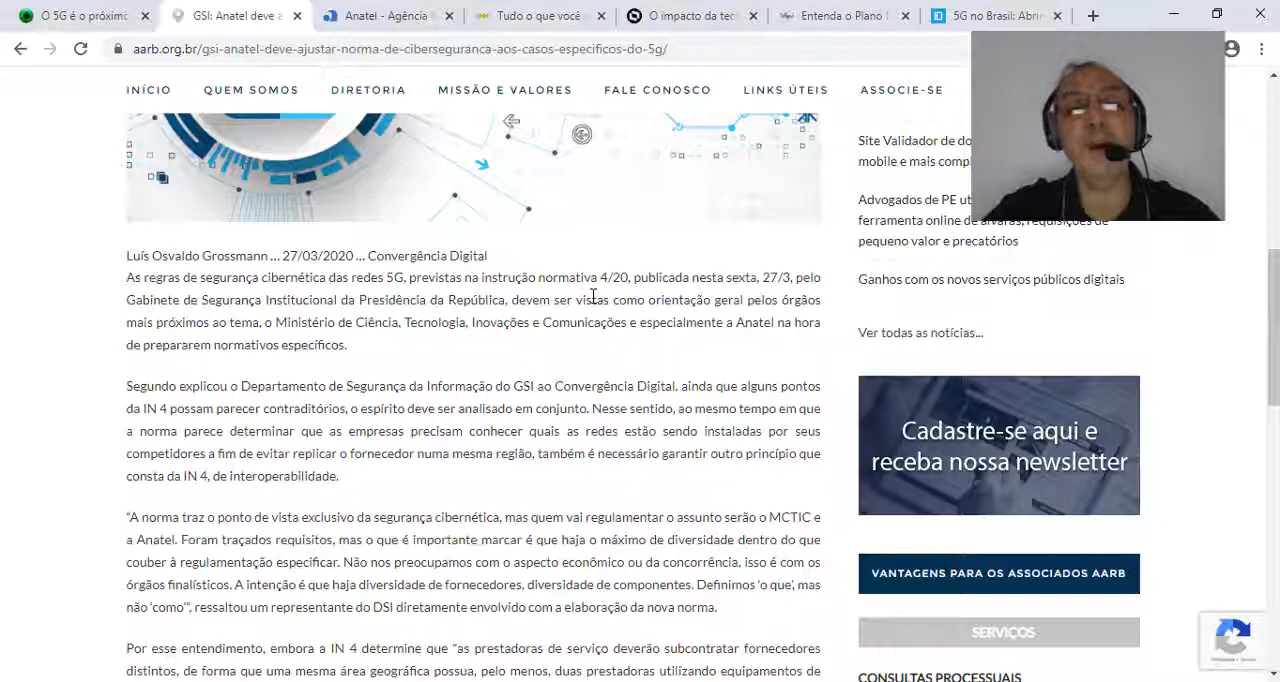 O 5G é o próximo
GSI: Anatel deve a
Anatel - Agência
Tudo o que você
O impacto da tec
Entenda o Plano
5G no Brasil: Abri
aarb.org.br/gsi-anatel-deve-ajustar-norma-de-ciberseguranca-aos-casos-especificos-do-5g/
INÍCIO QUEM SOMOS DIRETORIA MISSÃO E VALORES FALE CONOSCO LINKS ÚTEIS ASSOCIE-SE
Luís Osvaldo Grossmann ... 27/03/2020 ... Convergência Digital
As regras de segurança cibernética das redes 5G, previstas na instrução normativa 4/20, publicada nesta sexta, 27/3, pelo
Gabinete de Segurança Institucional da Presidência da República, devem ser vistas como orientação geral pelos órgãos
mais próximos ao tema, o Ministério de Ciência, Tecnologia, Inovações e Comunicações e especialmente a Anatel na hora
de prepararem normativos específicos.
Segundo explicou o Departamento de Segurança da Informação do GSI ao Convergência Digital, ainda que alguns pontos
da IN 4 possam parecer contraditórios, o espírito deve ser analisado em conjunto. Nesse sentido, ao mesmo tempo em que
a norma parece determinar que as empresas precisam conhecer quais as redes estão sendo instaladas por seus
competidores a fim de evitar replicar o fornecedor numa mesma região, também é necessário garantir outro princípio que
consta da IN 4, de interoperabilidade.
“A norma traz o ponto de vista exclusivo da segurança cibernética, mas quem vai regulamentar o assunto serão o MCTIC e
a Anatel. Foram traçados requisitos, mas o que é importante marcar é que haja o máximo de diversidade dentro do que
couber à regulamentação especificar. Não nos preocupamos com o aspecto econômico ou da concorrência, isso é com os
órgãos finalísticos. A intenção é ter diversidade de fornecedores, diversidade de componentes. Definimos ‘o que’, mas
não ‘como’”, ressaltou um representante do DSI diretamente envolvido com a elaboração da nova norma.
Por esse entendimento, embora a IN 4 determine que “as prestadoras de serviço deverão subcontratar fornecedores
distintos, de forma que uma mesma área geográfica possua, pelo menos, duas prestadoras utilizando equipamentos de
Site Validador de do
mobile e mais compl
Advogados de PE ut
ferramenta online de alvarás, requisições de
pequeno valor e precatórios
Ganhos com os novos serviços públicos digitais
Ver todas as notícias...
Cadastre-se aqui e
receba nossa newsletter
VANTAGENS PARA OS ASSOCIADOS AARB
SERVIÇOS
CONSULTAS PROCESSUAIS